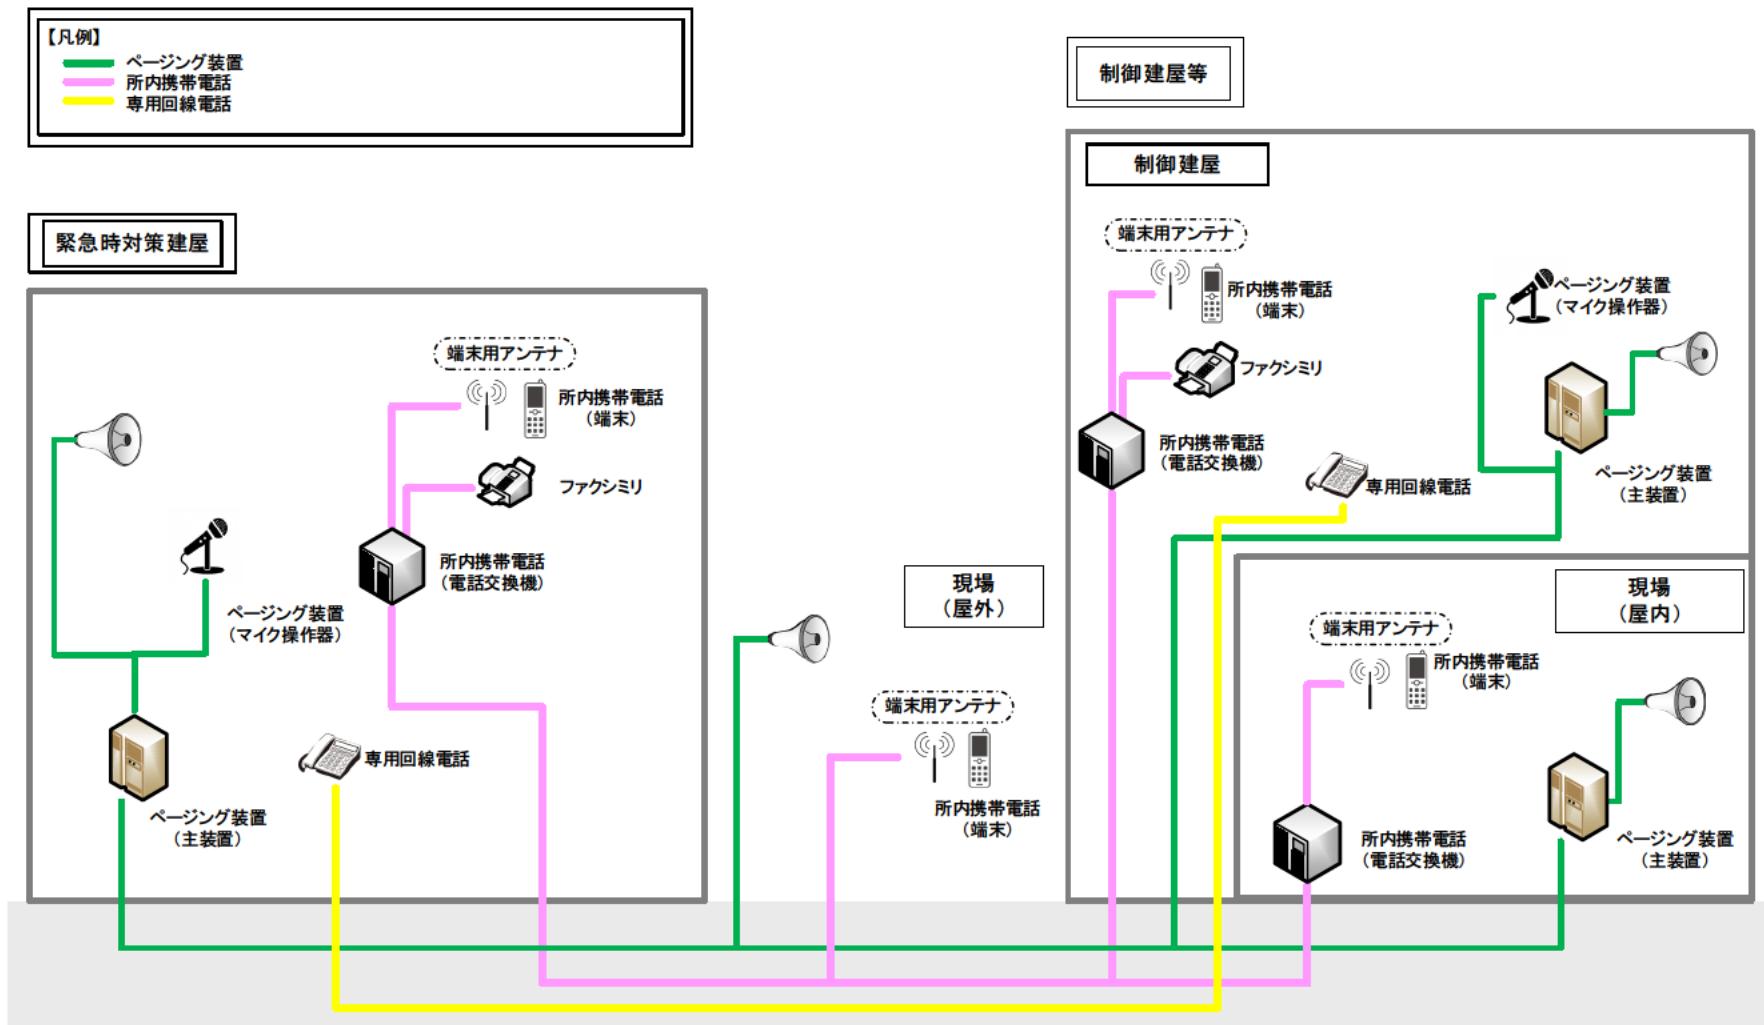 【凡例】
ページング装置
所内携帯電話
専用回線電話
緊急時対策建屋
端末用アンテナ
所内携帯電話
（端末）
ファクシミリ
所内携帯電話
（電話交換機）
ページング装置
（マイク操作器）
専用回線電話
ページング装置
（主装置）
現場
（屋外）
端末用アンテナ
所内携帯電話
（端末）
制御建屋等
制御建屋
端末用アンテナ
所内携帯電話
（端末）
ファクシミリ
所内携帯電話
（電話交換機）
専用回線電話
ページング装置
（マイク操作器）
ページング装置
（主装置）
現場
（屋内）
端末用アンテナ
所内携帯電話
（端末）
所内携帯電話
（電話交換機）
ページング装置
（主装置）